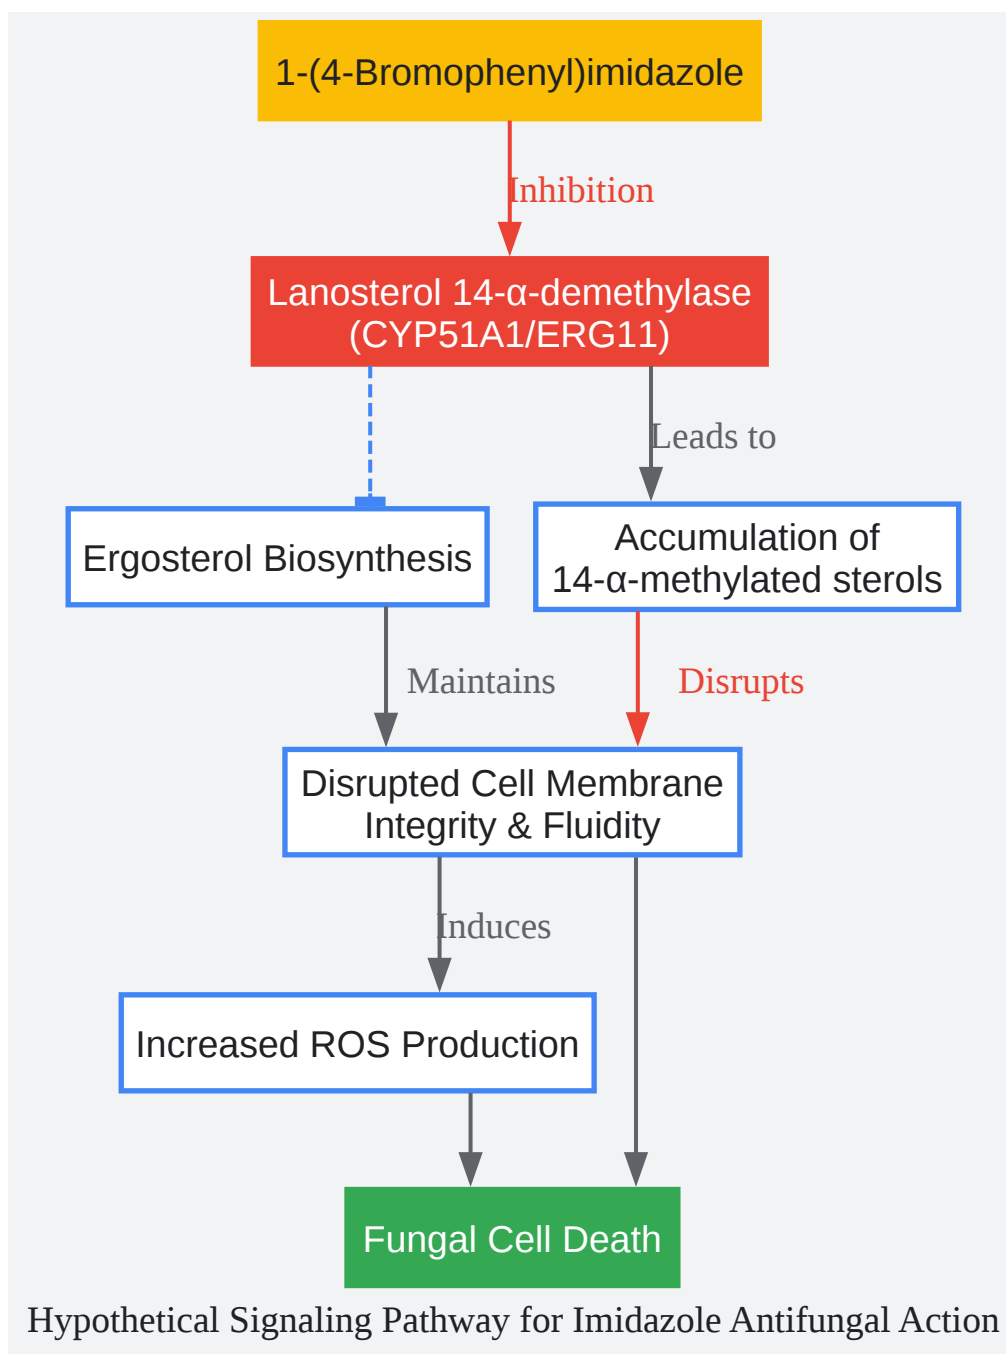 1-(4-Bromophenyl)imidazole
Inhibition
Lanosterol 14-α-demethylase
(CYP51A1/ERG11)
Leads to
Ergosterol Biosynthesis
Accumulation of
14-α-methylated sterols
Maintains
Disrupts
Disrupted Cell Membrane
Integrity & Fluidity
Induces
Increased ROS Production
Fungal Cell Death
Hypothetical Signaling Pathway for Imidazole Antifungal Action